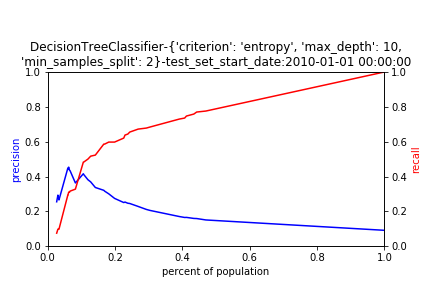 DecisionTreeClassifier-{'criterion': 'entropy', 'max_depth': 10,
'min_samples_split': 2}-test_set_start_date:2010-01-01 00:00:00
1.0
0.8
0.6
0.4
0.2
0.0
precision
1.0
0.8
0.6
0.4
0.2
0.0
recall
0.0 0.2 0.4 0.6 0.8 1.0
percent of population